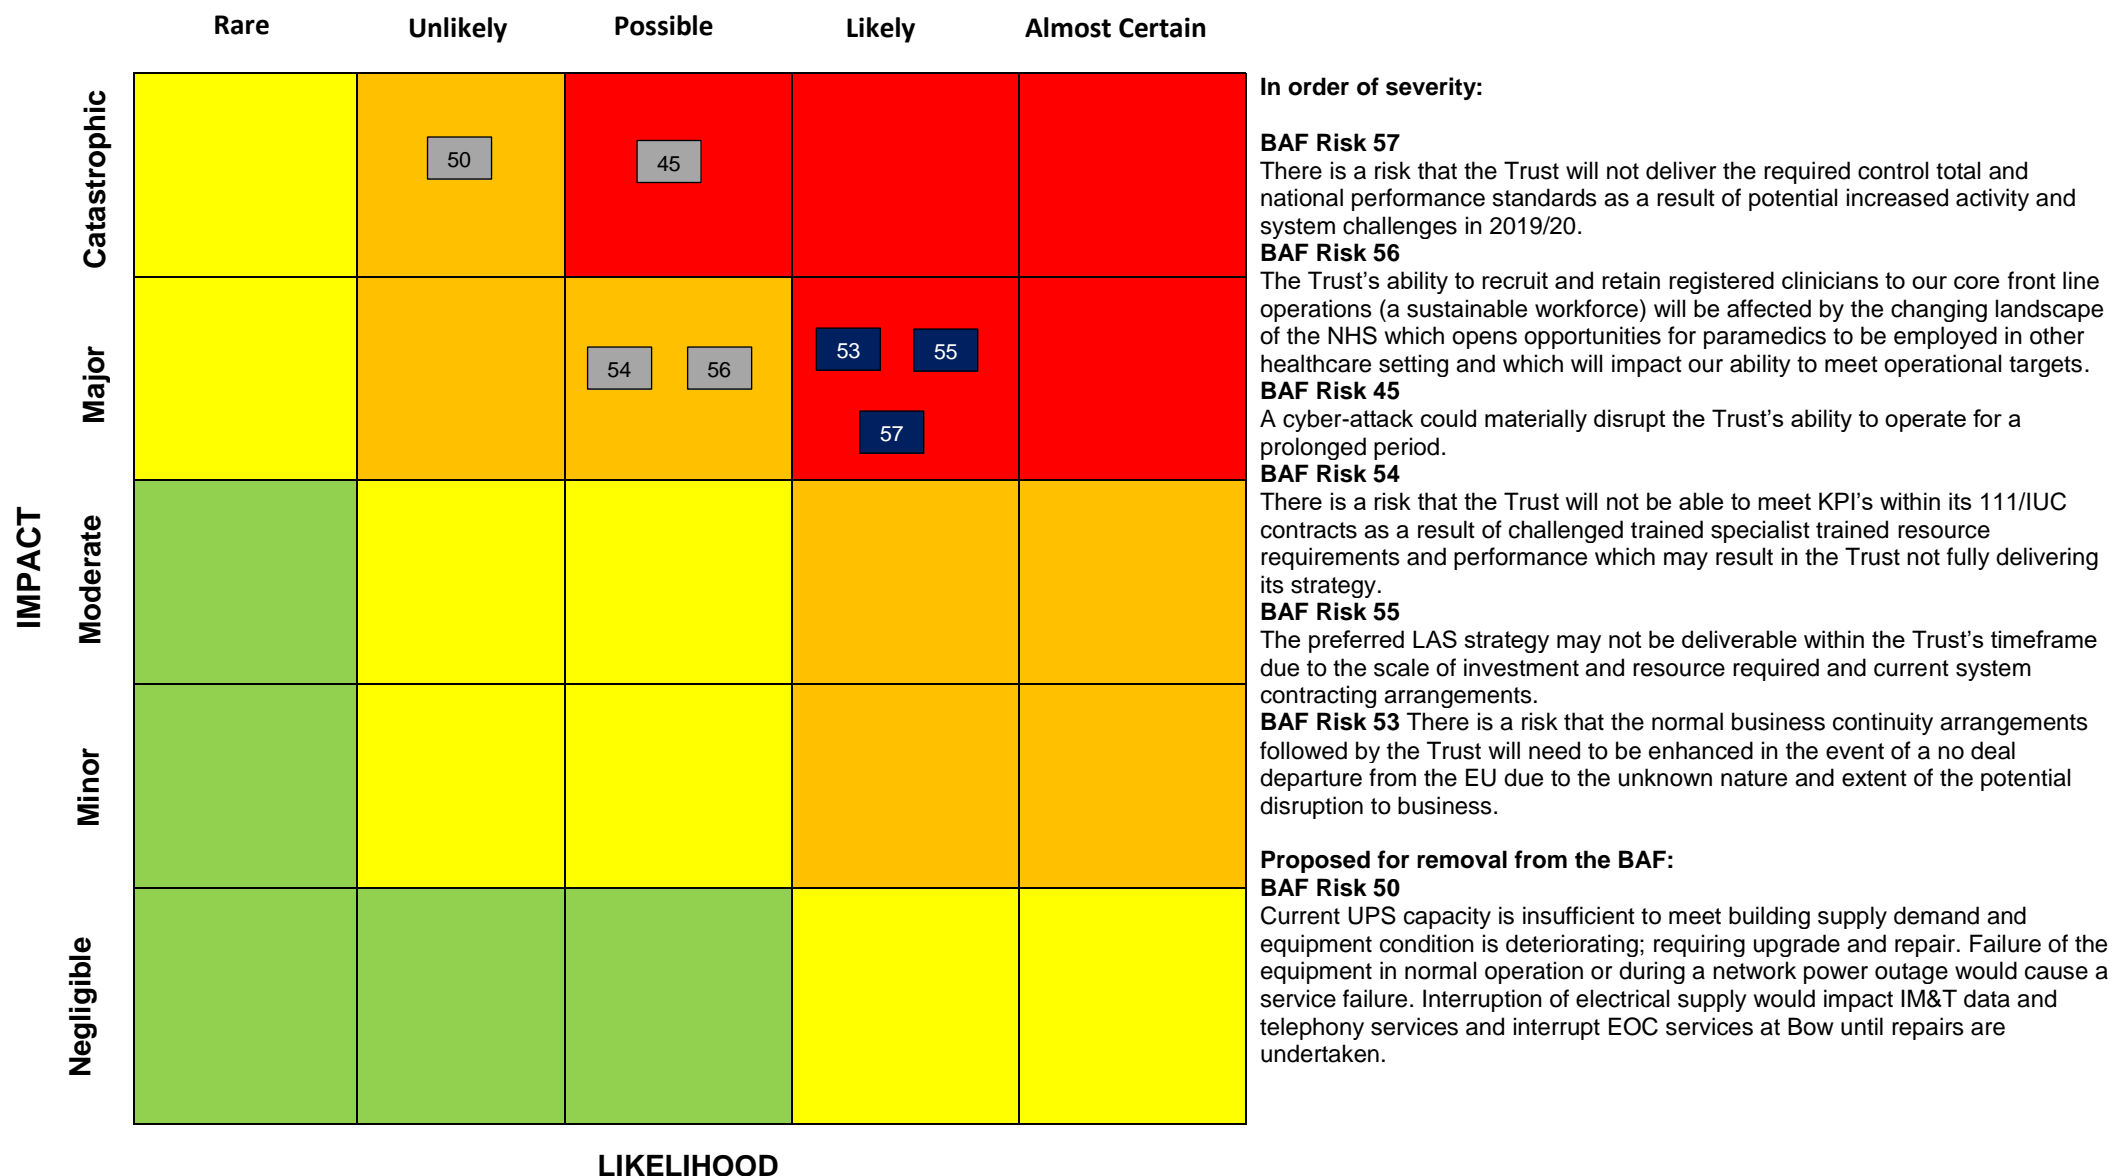 Rare Unlikely Possible Likely Almost Certain
IMPACT
Catastrophic
50 45
Major
54 56 53 55
57
Moderate
Minor
Negligible
LIKELIHOOD
In order of severity:
BAF Risk 57
There is a risk that the Trust will not deliver the required control total and
national performance standards as a result of potential increased activity and
system challenges in 2019/20.
BAF Risk 56
The Trust’s ability to recruit and retain registered clinicians to our core front line
operations (a sustainable workforce) will be affected by the changing landscape
of the NHS which opens opportunities for paramedics to be employed in other
healthcare setting and which will impact our ability to meet operational targets.
BAF Risk 45
A cyber-attack could materially disrupt the Trust’s ability to operate for a
prolonged period.
BAF Risk 54
There is a risk that the Trust will not be able to meet KPI’s within its 111/IUC
contracts as a result of challenged trained specialist trained resource
requirements and performance which may result in the Trust not fully delivering
its strategy.
BAF Risk 55
The preferred LAS strategy may not be deliverable within the Trust’s timeframe
due to the scale of investment and resource required and current system
contracting arrangements.
BAF Risk 53 There is a risk that the normal business continuity arrangements
followed by the Trust will need to be enhanced in the event of a no deal
departure from the EU due to the unknown nature and extent of the potential
disruption to business.
Proposed for removal from the BAF:
BAF Risk 50
Current UPS capacity is insufficient to meet building supply demand and
equipment condition is deteriorating; requiring upgrade and repair. Failure of the
equipment in normal operation or during a network power outage would cause a
service failure. Interruption of electrical supply would impact IM&T data and
telephony services and interrupt EOC services at Bow until repairs are
undertaken.